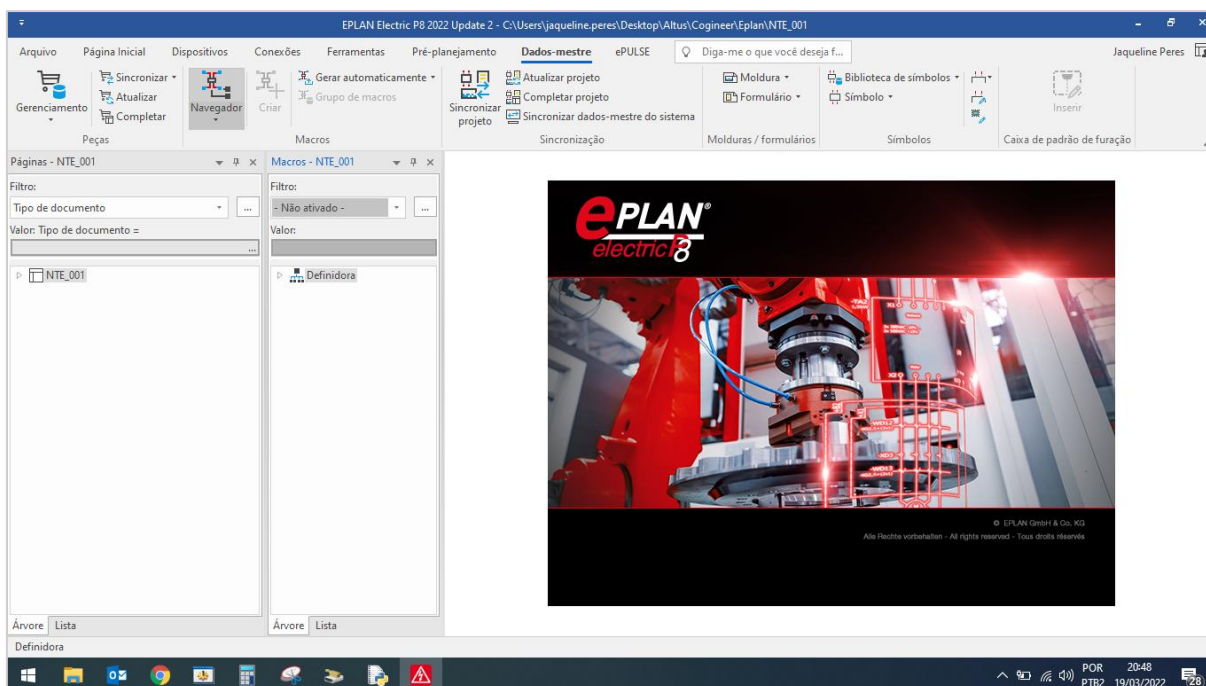 EPLAN Electric P8 2022 Update 2 - C:\Users\jaqueline.peres\Desktop\Altus\Cogineer\Eplan\NTE_001
Arquivo Página Inicial Dispositivos Conexões Ferramentas Pré-planejamento Dados-mestre ePULSE Diga-me o que você deseja f... Jaqueline Peres
Gerenciamento
Sincronizar
Atualizar
Completar
Peças
Navegador
Criar
Gerar automaticamente
Grupo de macros
Macros
Sincronizar projeto
Atualizar projeto
Completar projeto
Sincronizar dados-mestre do sistema
Sincronização
Moldura
Formulário
Molduras / formulários
Biblioteca de símbolos
Símbolo
Símbolos
Inserir
Caixa de padrão de furação
Páginas - NTE_001
Filtro:
Tipo de documento ...
Valor: Tipo de documento =
...
NTE_001
Árvore Lista
Macros - NTE_001
Filtro:
- Não ativado - ...
Valor:
Definidora
Árvore Lista
ePLAN®
electric P8
© EPLAN GmbH & Co. KG
Alle Rechte vorbehalten - All rights reserved - Tous droits réservés
Definidora
POR 20:48
PTB2 19/03/2022 28